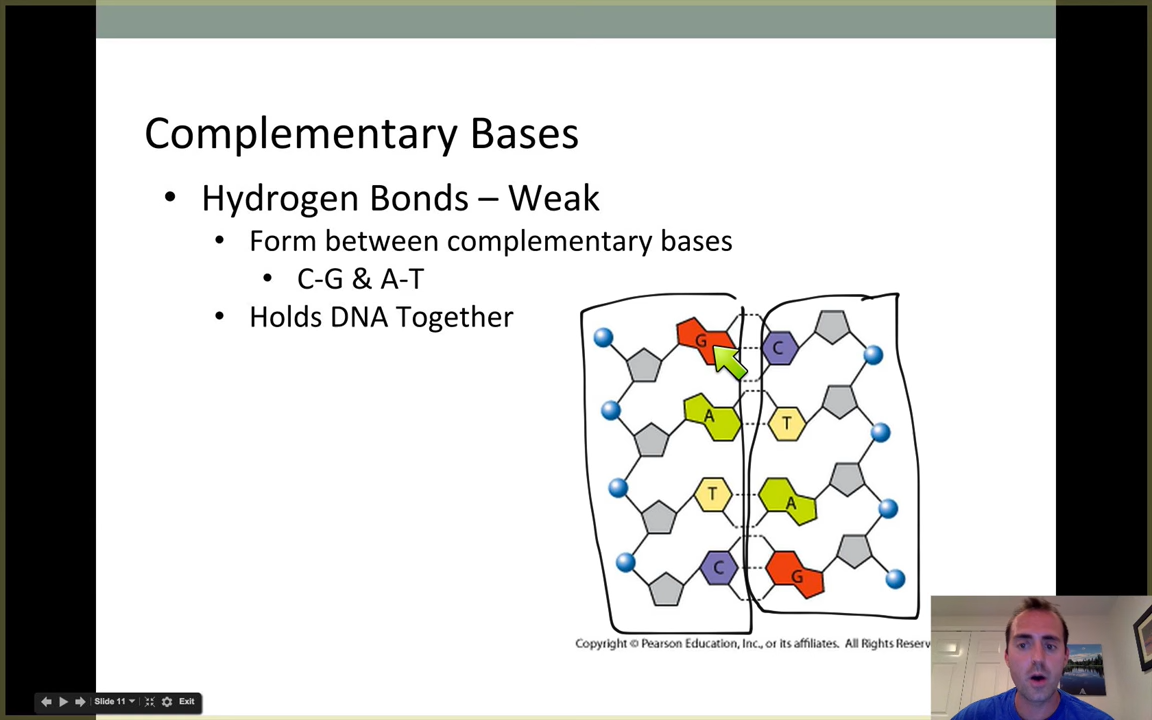 Complementary Bases
• Hydrogen Bonds – Weak
• Form between complementary bases
• C-G & A-T
• Holds DNA Together
G C
A T
T A
C G
Copyright © Pearson Education, Inc., or its affiliates. All Rights Reserv
Slide 11 Exit